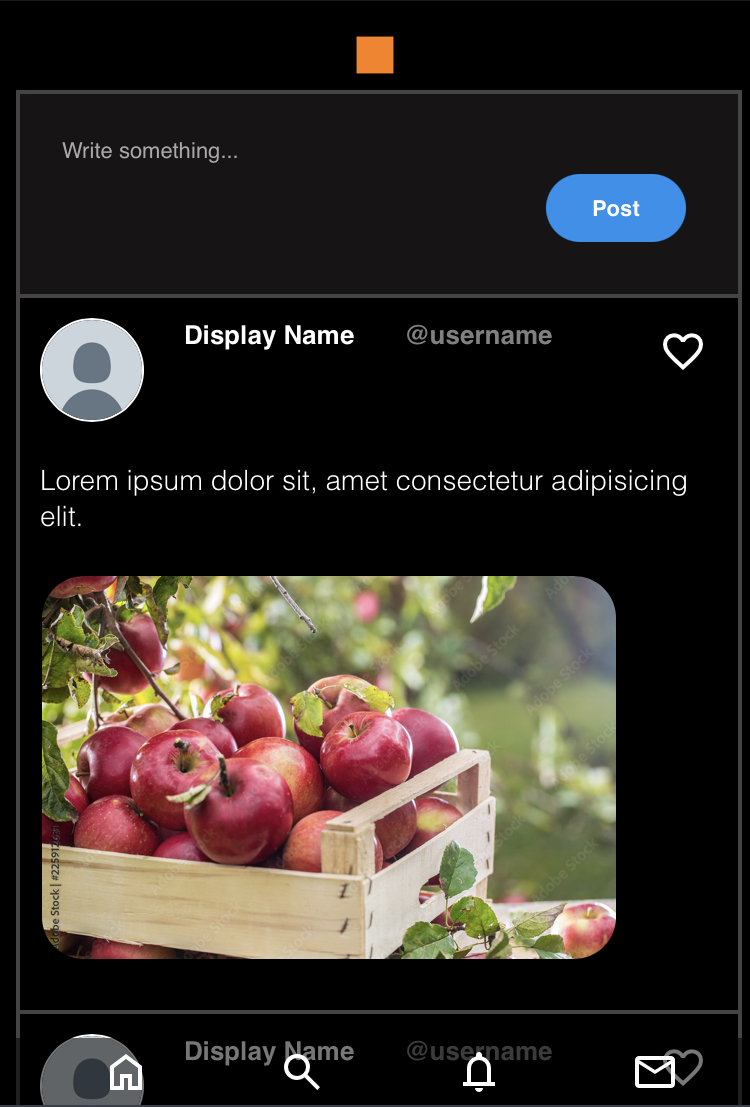 Write something...
Post
Display Name @username
Lorem ipsum dolor sit, amet consectetur adipisicing
elit.
Adobe Stock
Display Name @username